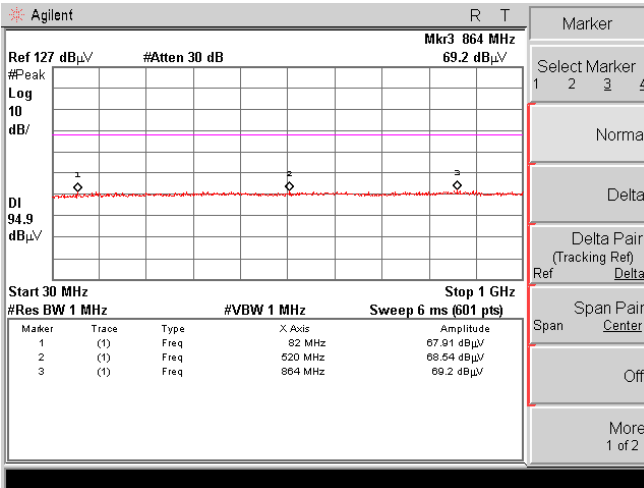 Agilent R T
Mkr3 864 MHz
Ref 127 dBµV #Atten 30 dB 69.2 dBµV
#Peak
Log
10
dB/
1 2 3
DI
94.9
dBµV
Start 30 MHz Stop 1 GHz
#Res BW 1 MHz #VBW 1 MHz Sweep 6 ms (601 pts)
Marker Trace Type X Axis Amplitude
1 (1) Freq 82 MHz 67.91 dBµV
2 (1) Freq 520 MHz 68.54 dBµV
3 (1) Freq 864 MHz 69.2 dBµV
Marker
Select Marker
1 2 3 4
Norma
Delta
Delta Pair
(Tracking Ref)
Ref Delta
Span Pair
Span Center
Off
More
1 of 2